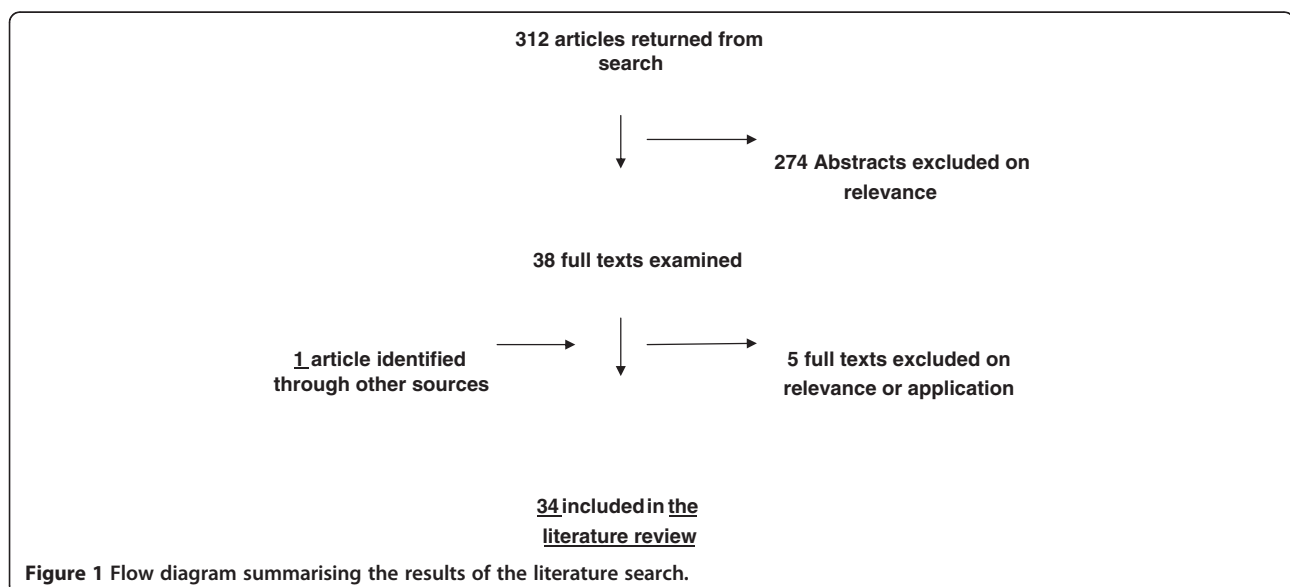 312 articles returned from
search
274 Abstracts excluded on
relevance
38 full texts examined
1 article identified
through other sources
5 full texts excluded on
relevance or application
34 included in the
literature review
Figure 1 Flow diagram summarising the results of the literature search.